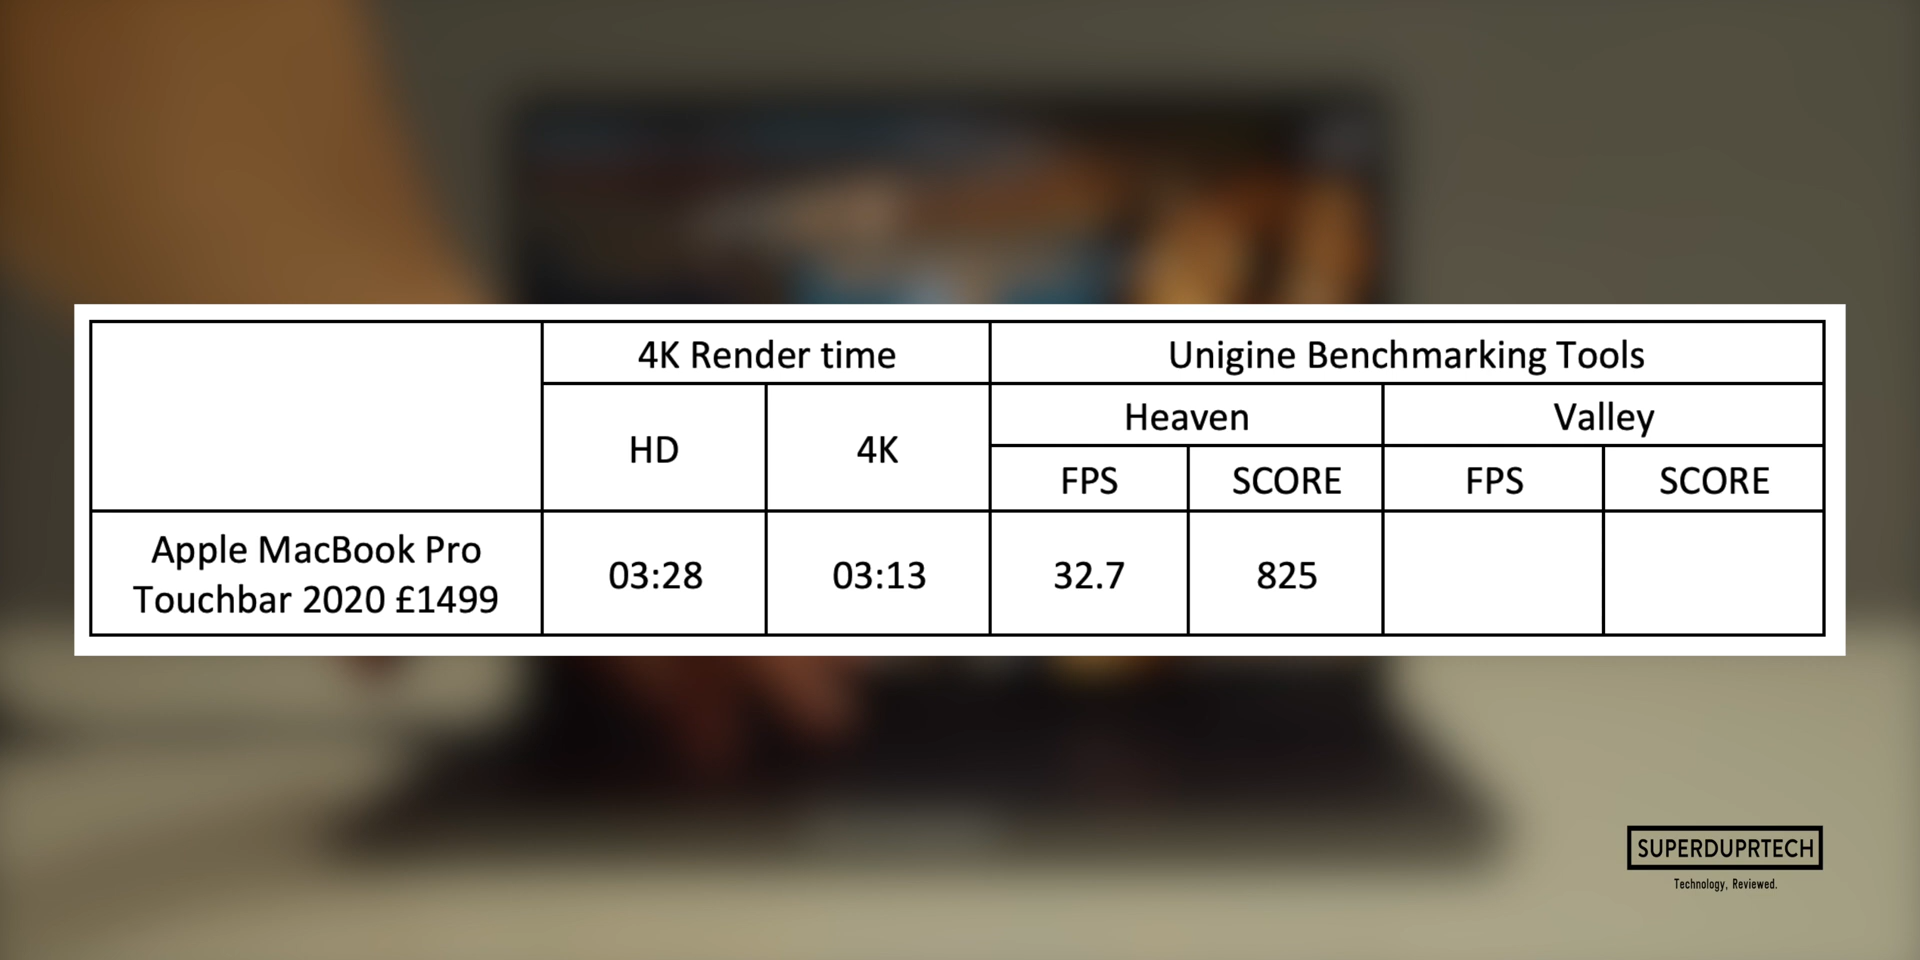 4K Render time
Unigine Benchmarking Tools
HD
4K
Heaven
Valley
FPS
SCORE
FPS
SCORE
Apple MacBook Pro
Touchbar 2020 £1499
03:28
03:13
32.7
825
SUPERDUPRTECH
Technology, Reviewed.